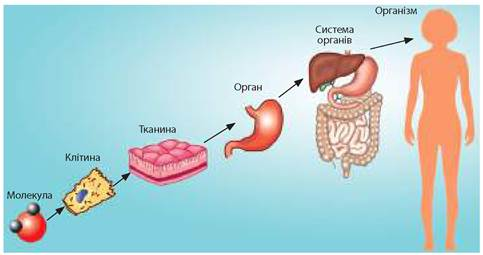 Молекула
Клітина
Тканина
Орган
Система
органів
Організм